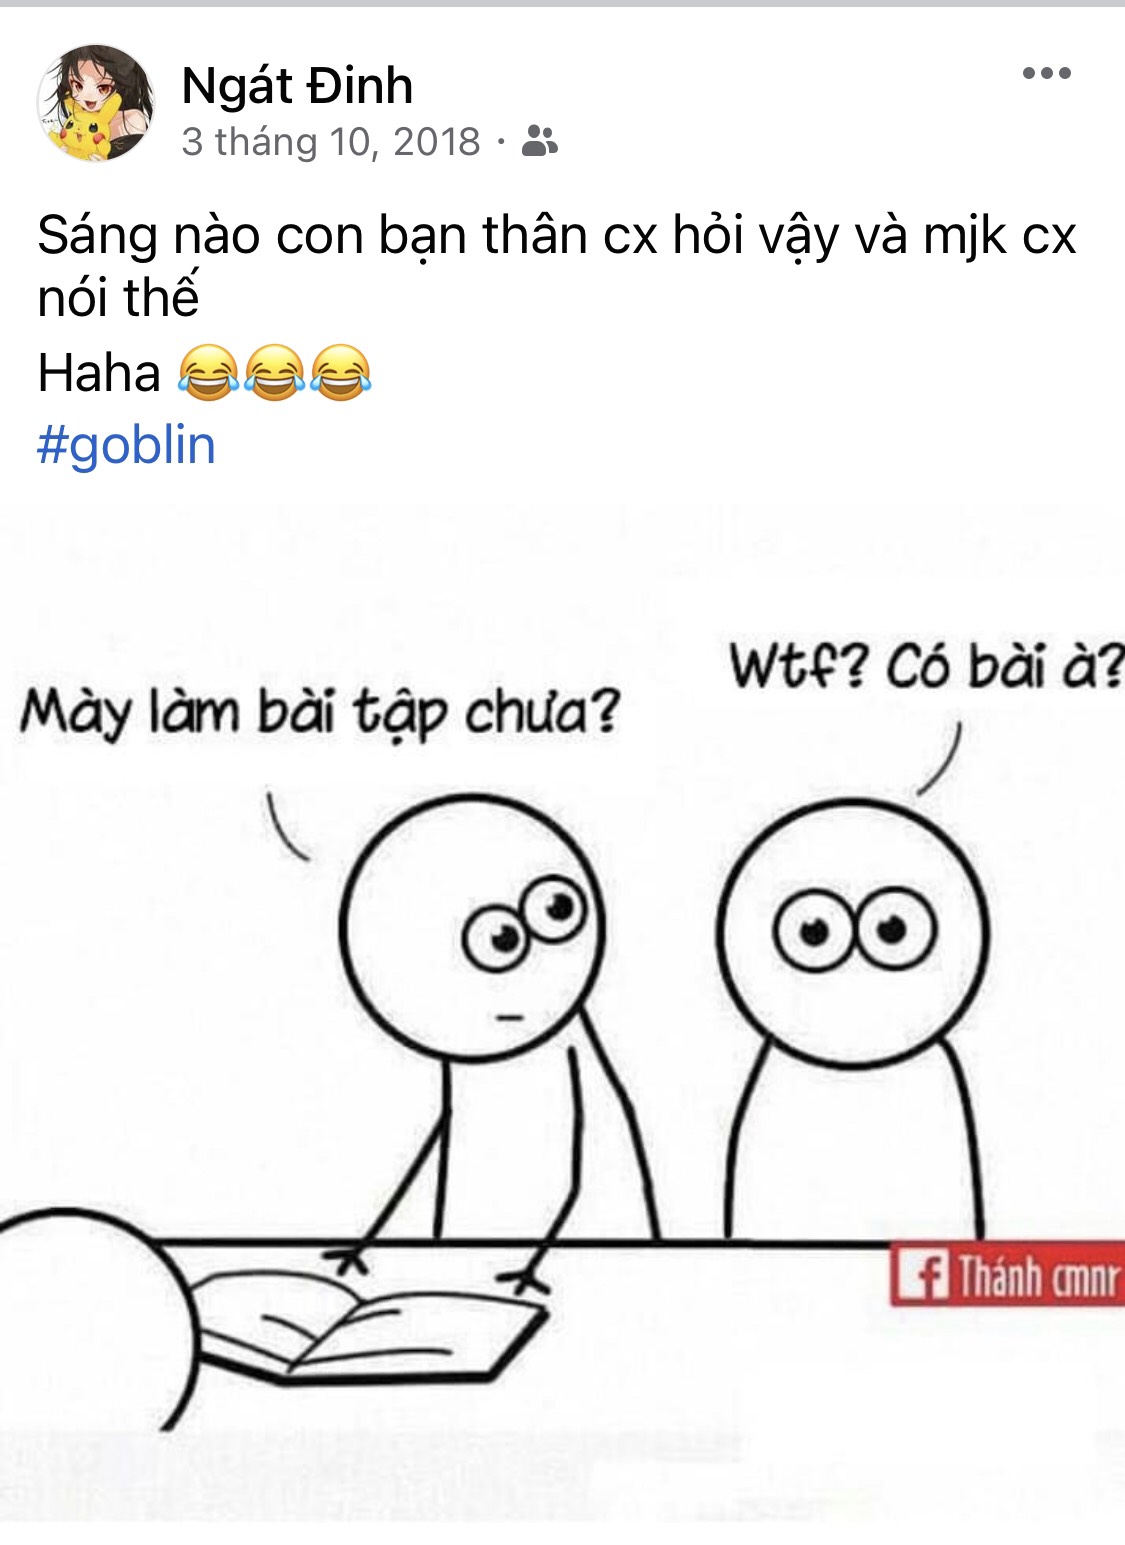 Ngát Đinh
3 tháng 10, 2018 ·
Sáng nào con bạn thân cx hỏi vậy và mjk cx
nói thế
Haha 😂😂😂
#goblin
Wtf? Có bài à?
Mày làm bài tập chưa?
f Thánh cmnr